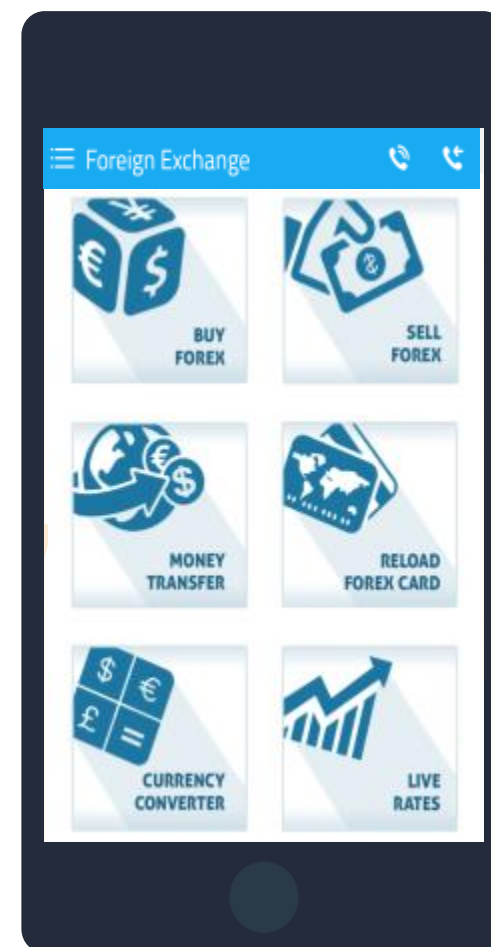 Foreign Exchange
BUY
FOREX
SELL
FOREX
MONEY
TRANSFER
RELOAD
FOREX CARD
CURRENCY
CONVERTER
LIVE
RATES